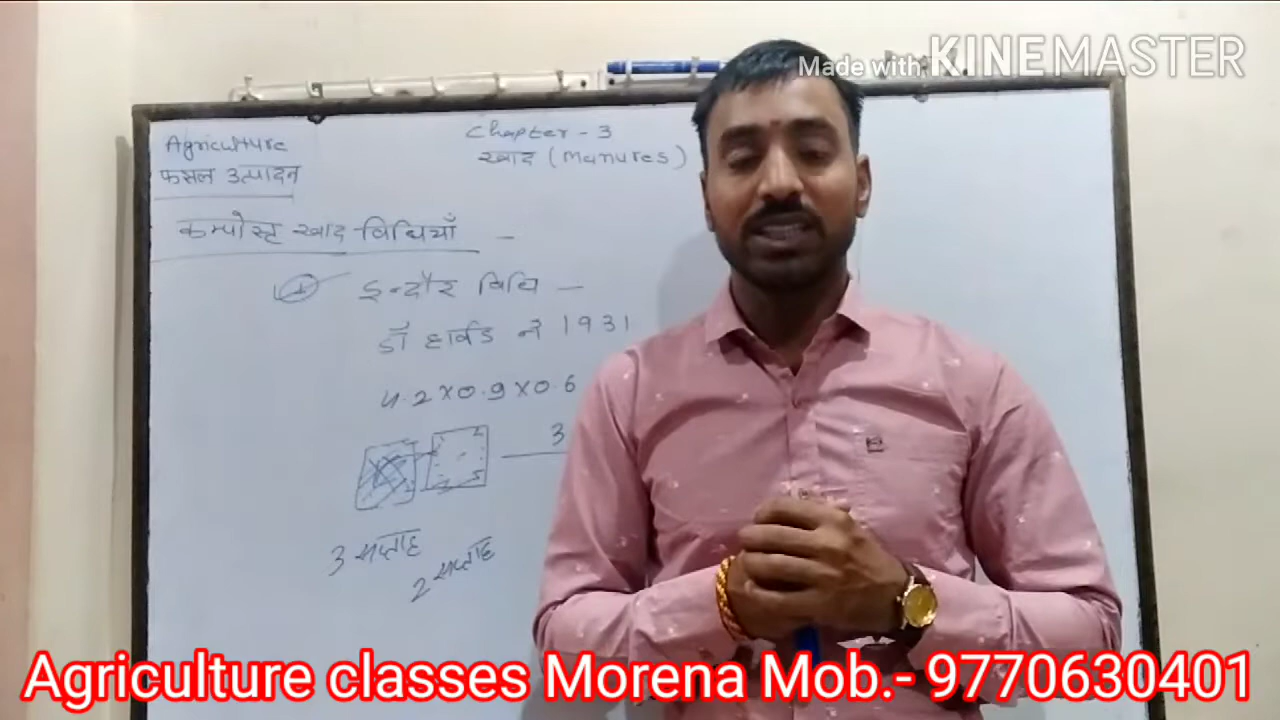 Made with KINEMASTER
Agriculture
फसल उत्पादन
Chapter - 3
खाद (Manures)
कम्पोस्ट खाद विधियाँ -
① इन्दौर विधि -
डॉ हार्वर्ड ने 1931
4.2 X 0.9 X 0.6
3
3 सप्ताह
2 सप्ताह
Agriculture classes Morena Mob.- 9770630401